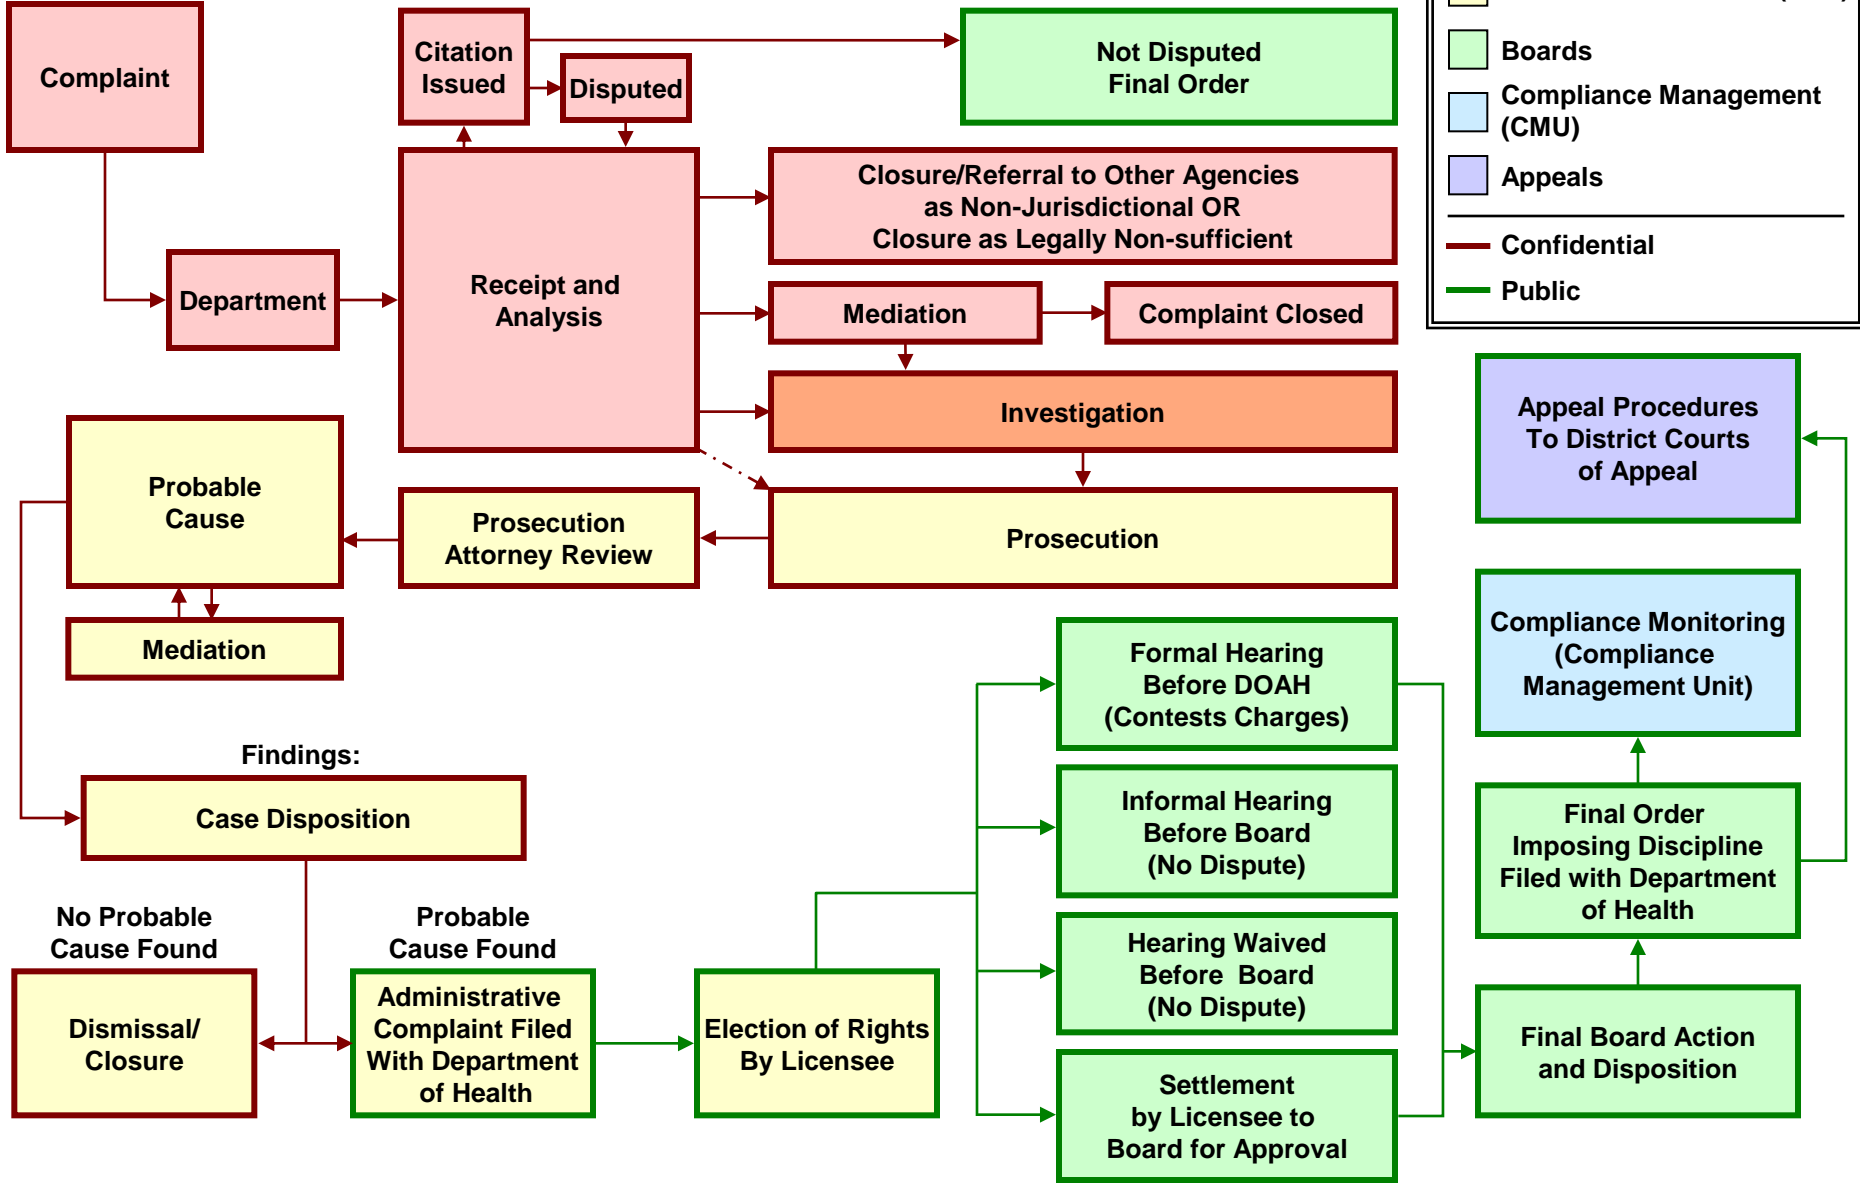 Complaint
Citation
Issued
Disputed
Not Disputed
Final Order
Boards
Compliance Management
(CMU)
Appeals
Confidential
Public
Department
Receipt and
Analysis
Closure/Referral to Other Agencies
as Non-Jurisdictional OR
Closure as Legally Non-sufficient
Mediation
Complaint Closed
Investigation
Prosecution
Prosecution
Attorney Review
Probable
Cause
Mediation
Findings:
Case Disposition
No Probable
Cause Found
Dismissal/
Closure
Probable
Cause Found
Administrative
Complaint Filed
With Department
of Health
Election of Rights
By Licensee
Formal Hearing
Before DOAH
(Contests Charges)
Informal Hearing
Before Board
(No Dispute)
Hearing Waived
Before Board
(No Dispute)
Settlement
by Licensee to
Board for Approval
Final Board Action
and Disposition
Final Order
Imposing Discipline
Filed with Department
of Health
Compliance Monitoring
(Compliance
Management Unit)
Appeal Procedures
To District Courts
of Appeal